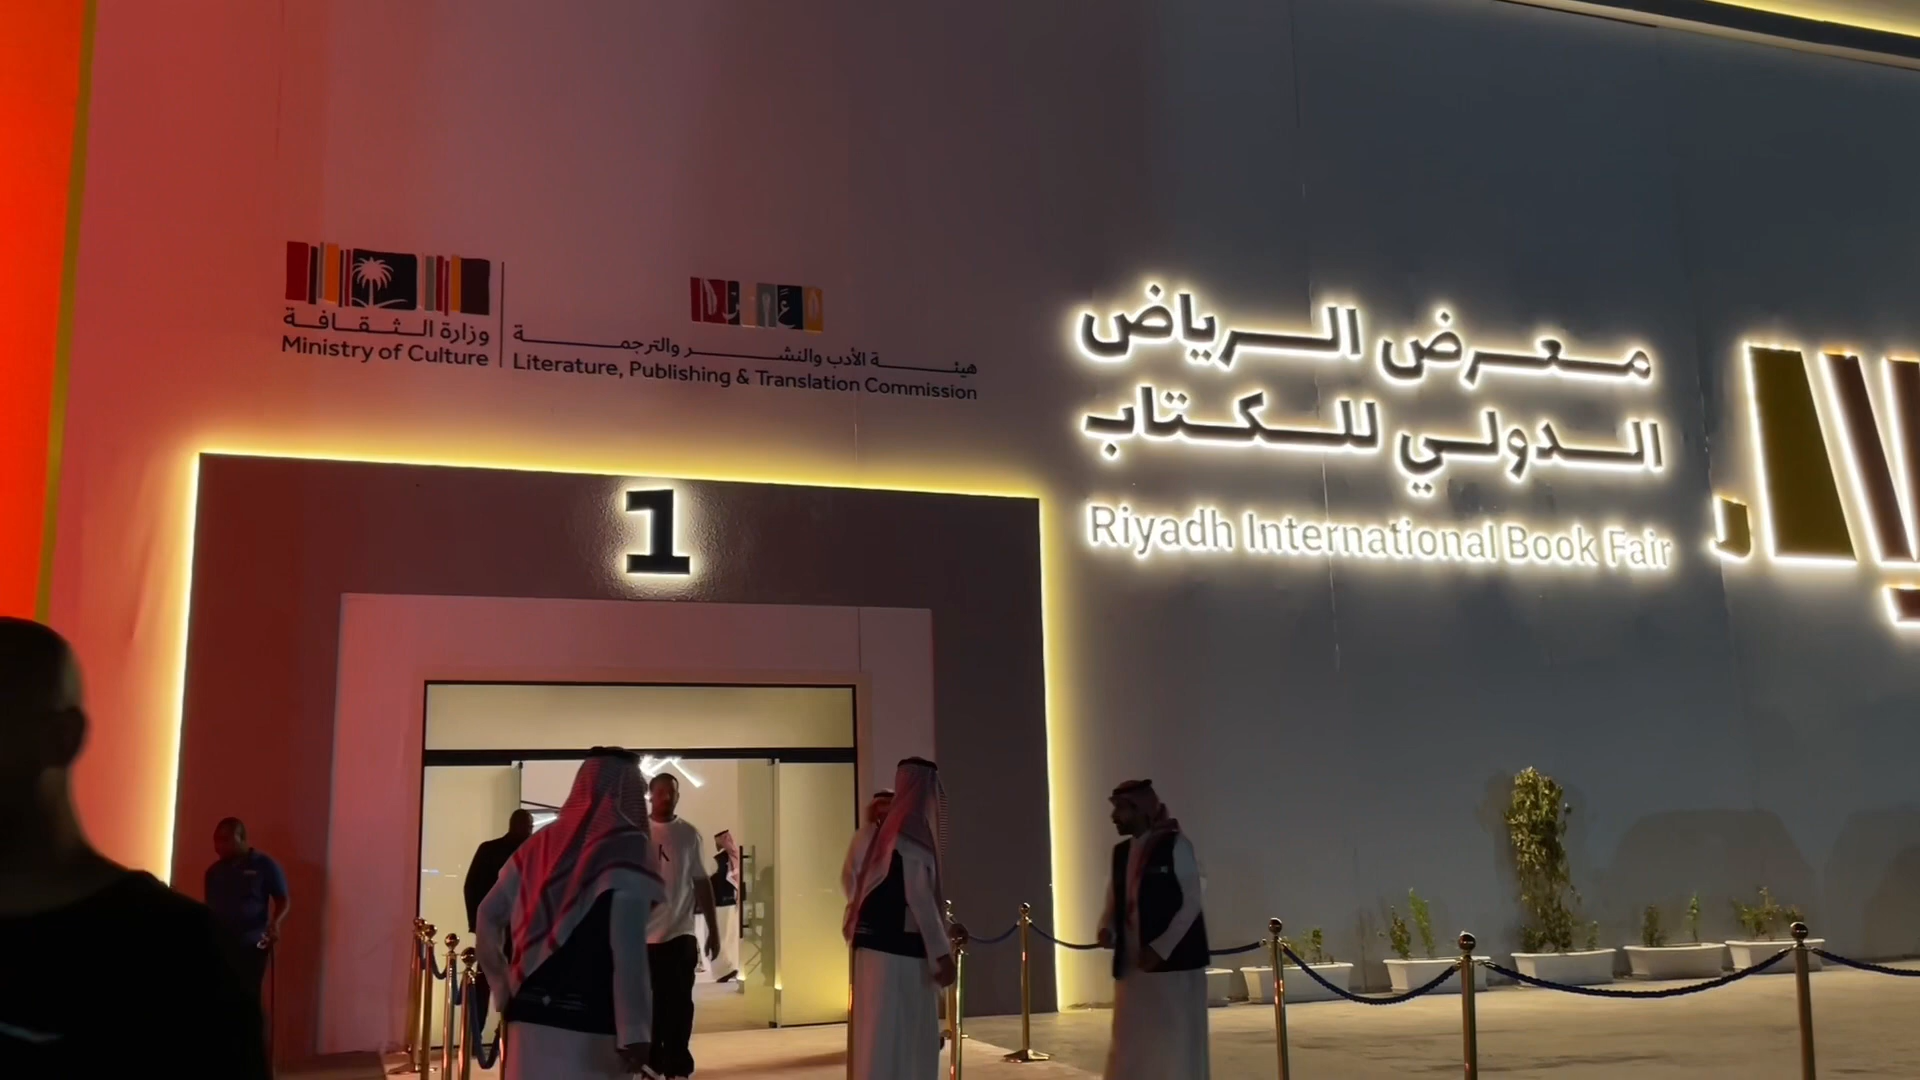 وزارة الثقافة
Ministry of Culture
هيئة الأدب والنشر والترجمة
Literature, Publishing & Translation Commission
معرض الرياض
الدولي للكتاب
Riyadh International Book Fair
1